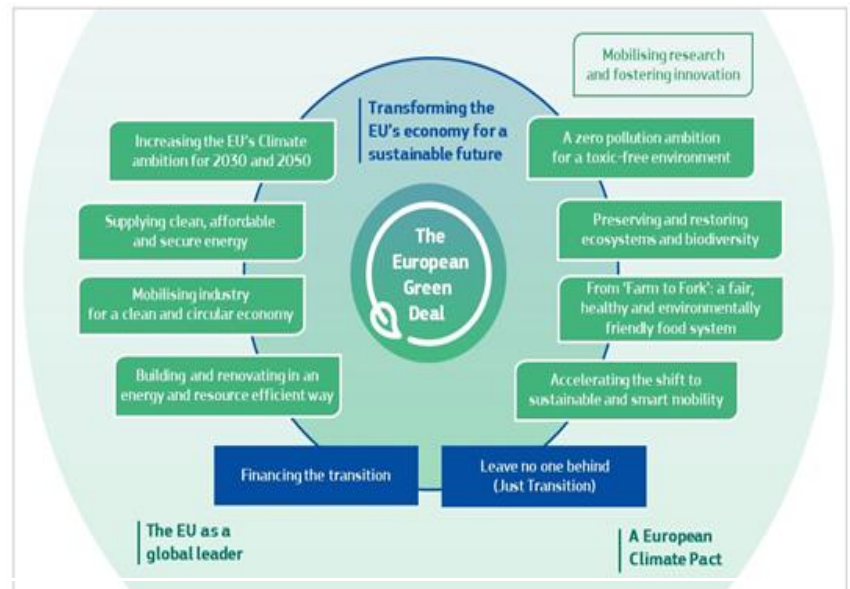 Mobilising research
and fostering innovation
Transforming the
EU's economy for a
sustainable future
Increasing the EU's Climate
ambition for 2030 and 2050
A zero pollution ambition
for a toxic-free environment
Supplying clean, affordable
and secure energy
Preserving and restoring
ecosystems and biodiversity
The
European
Green
Deal
Mobilising industry
for a clean and circular economy
From 'Farm to Fork': a fair,
healthy and environmentally
friendly food system
Building and renovating in an
energy and resource efficient way
Accelerating the shift to
sustainable and smart mobility
Financing the transition
Leave no one behind
(Just Transition)
The EU as a
global leader
A European
Climate Pact